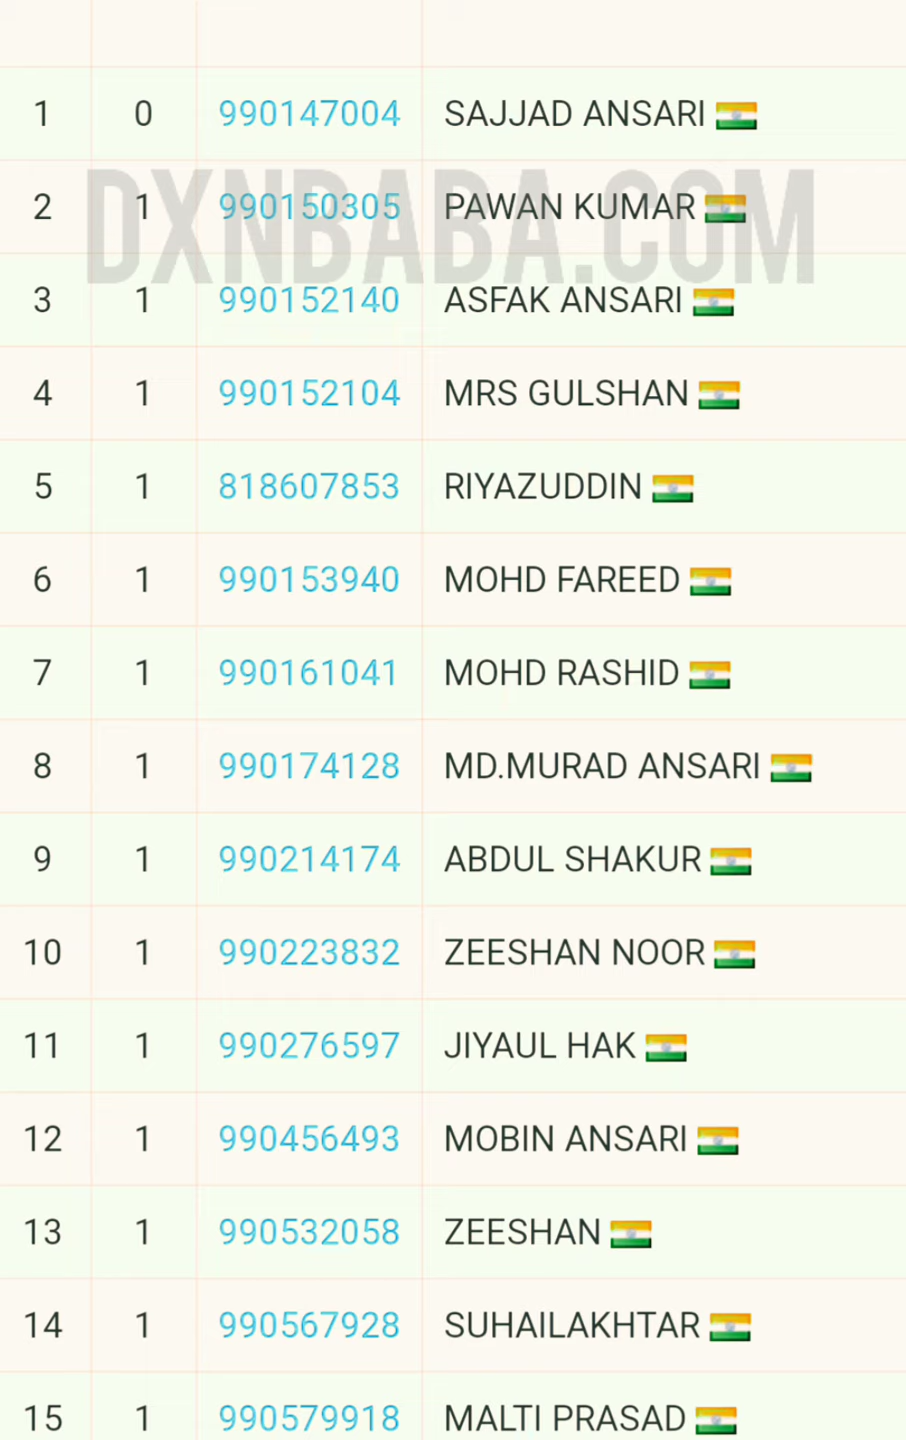 1 0 990147004 SAJJAD ANSARI
DXNBABA.COM
2 1 990150305 PAWAN KUMAR
3 1 990152140 ASFAK ANSARI
4 1 990152104 MRS GULSHAN
5 1 818607853 RIYAZUDDIN
6 1 990153940 MOHD FAREED
7 1 990161041 MOHD RASHID
8 1 990174128 MD.MURAD ANSARI
9 1 990214174 ABDUL SHAKUR
10 1 990223832 ZEESHAN NOOR
11 1 990276597 JIYAUL HAK
12 1 990456493 MOBIN ANSARI
13 1 990532058 ZEESHAN
14 1 990567928 SUHAILAKHTAR
15 1 990579918 MALTI PRASAD